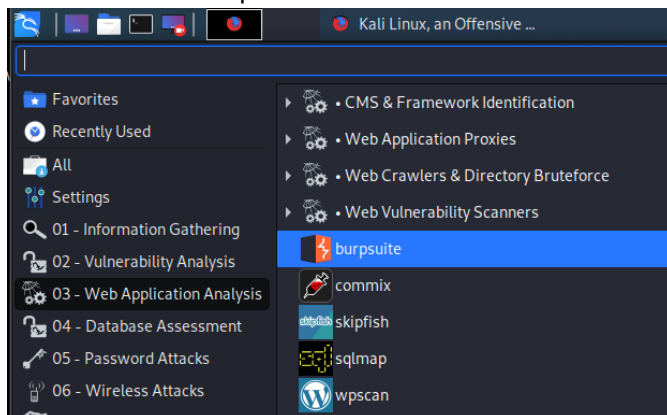 Kali Linux, an Offensive ...
Favorites
Recently Used
All
Settings
01 - Information Gathering
02 - Vulnerability Analysis
03 - Web Application Analysis
04 - Database Assessment
05 - Password Attacks
06 - Wireless Attacks
• CMS & Framework Identification
• Web Application Proxies
• Web Crawlers & Directory Bruteforce
• Web Vulnerability Scanners
burpsuite
commix
skipfish skipfish
sql sqlmap
wpscan